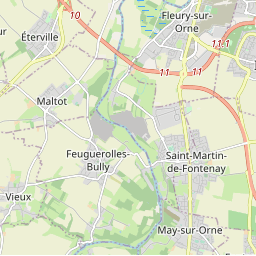 10
Fleury-sur-
Orne
Éterville
11.1
11
11
Maltot
Feuguerolles-
Bully
Saint-Martin-
de-Fontenay
Vieux
May-sur-Orne